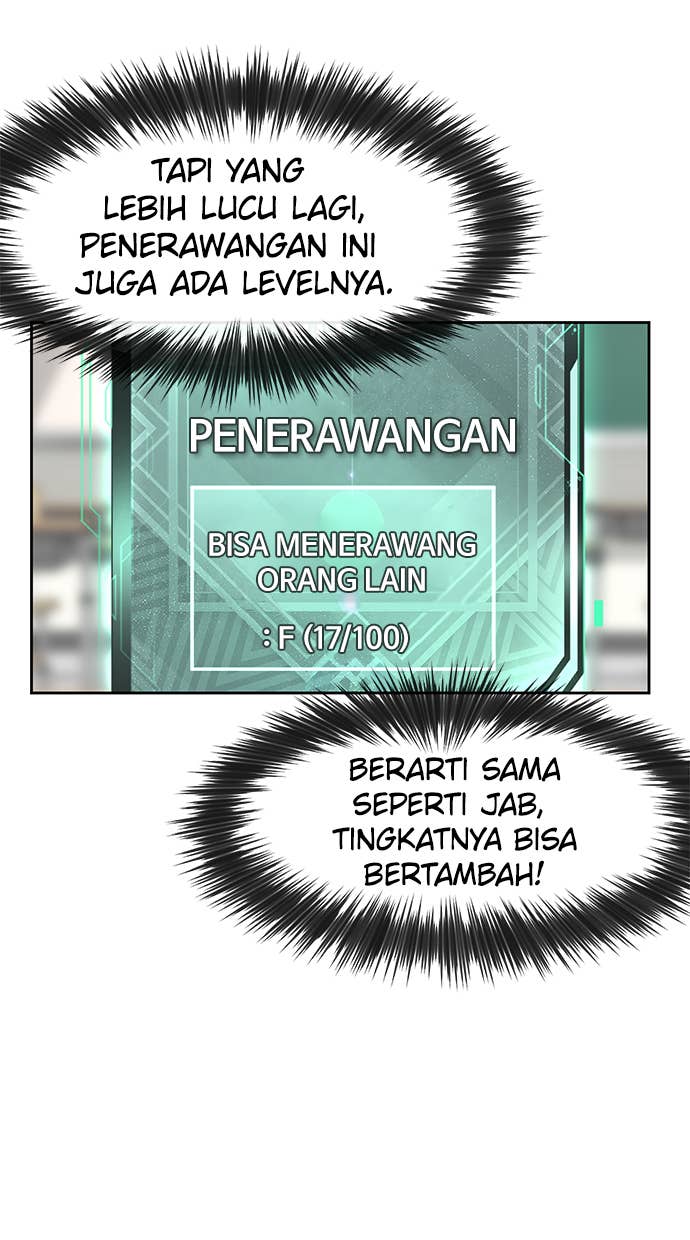 TAPI YANG
LEBIH LUCU LAGI,
PENERAWANGAN INI
JUGA ADA LEVELNYA.
PENERAWANGAN
BISA MENERAWANG
ORANG LAIN
: F (17/100)
BERARTI SAMA
SEPERTI JAB,
TINGKATNYA BISA
BERTAMBAH!